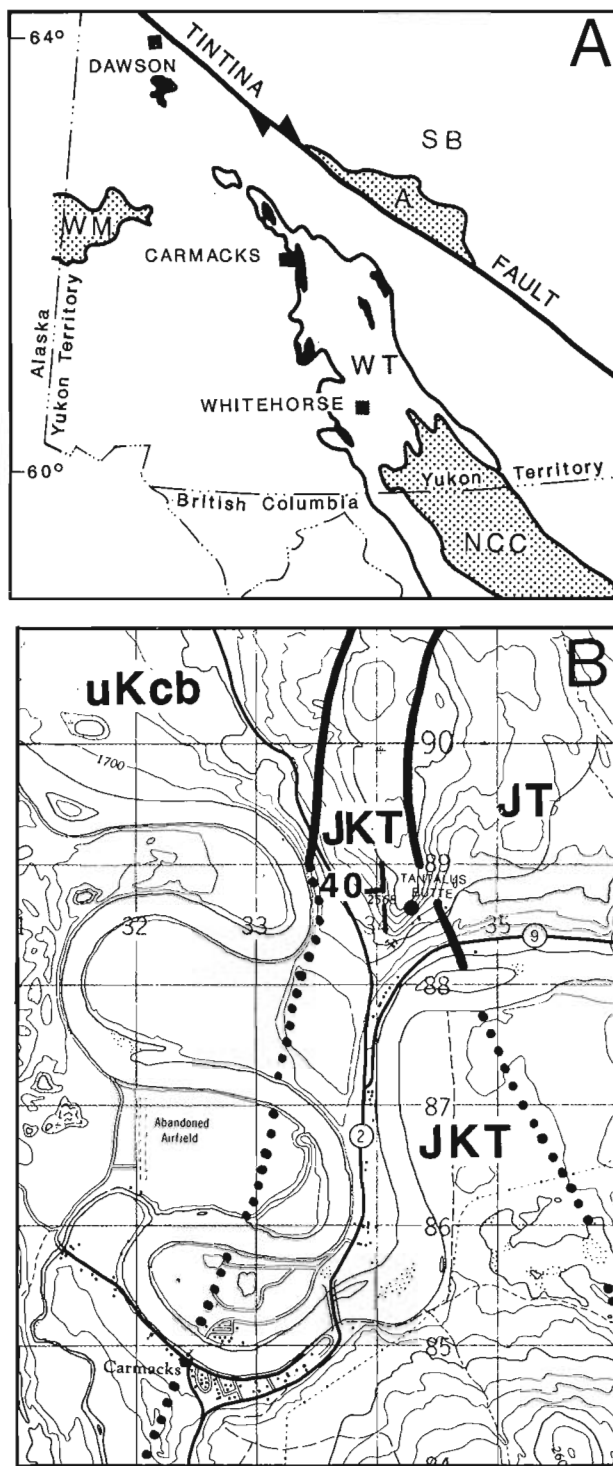 A
64°
TINTINA
DAWSON
SB
A
WM
CARMACKS
FAULT
Alaska
Yukon Territory
WT
WHITEHORSE
60°
Yukon Territory
British Columbia
NCC
B
uKcb
1700
90
JKT
JT
89
40
TANTALUS
BUTTE
32
33
35
9
88
87
Abandoned
Airfield
2
JKT
86
85
Carmacks